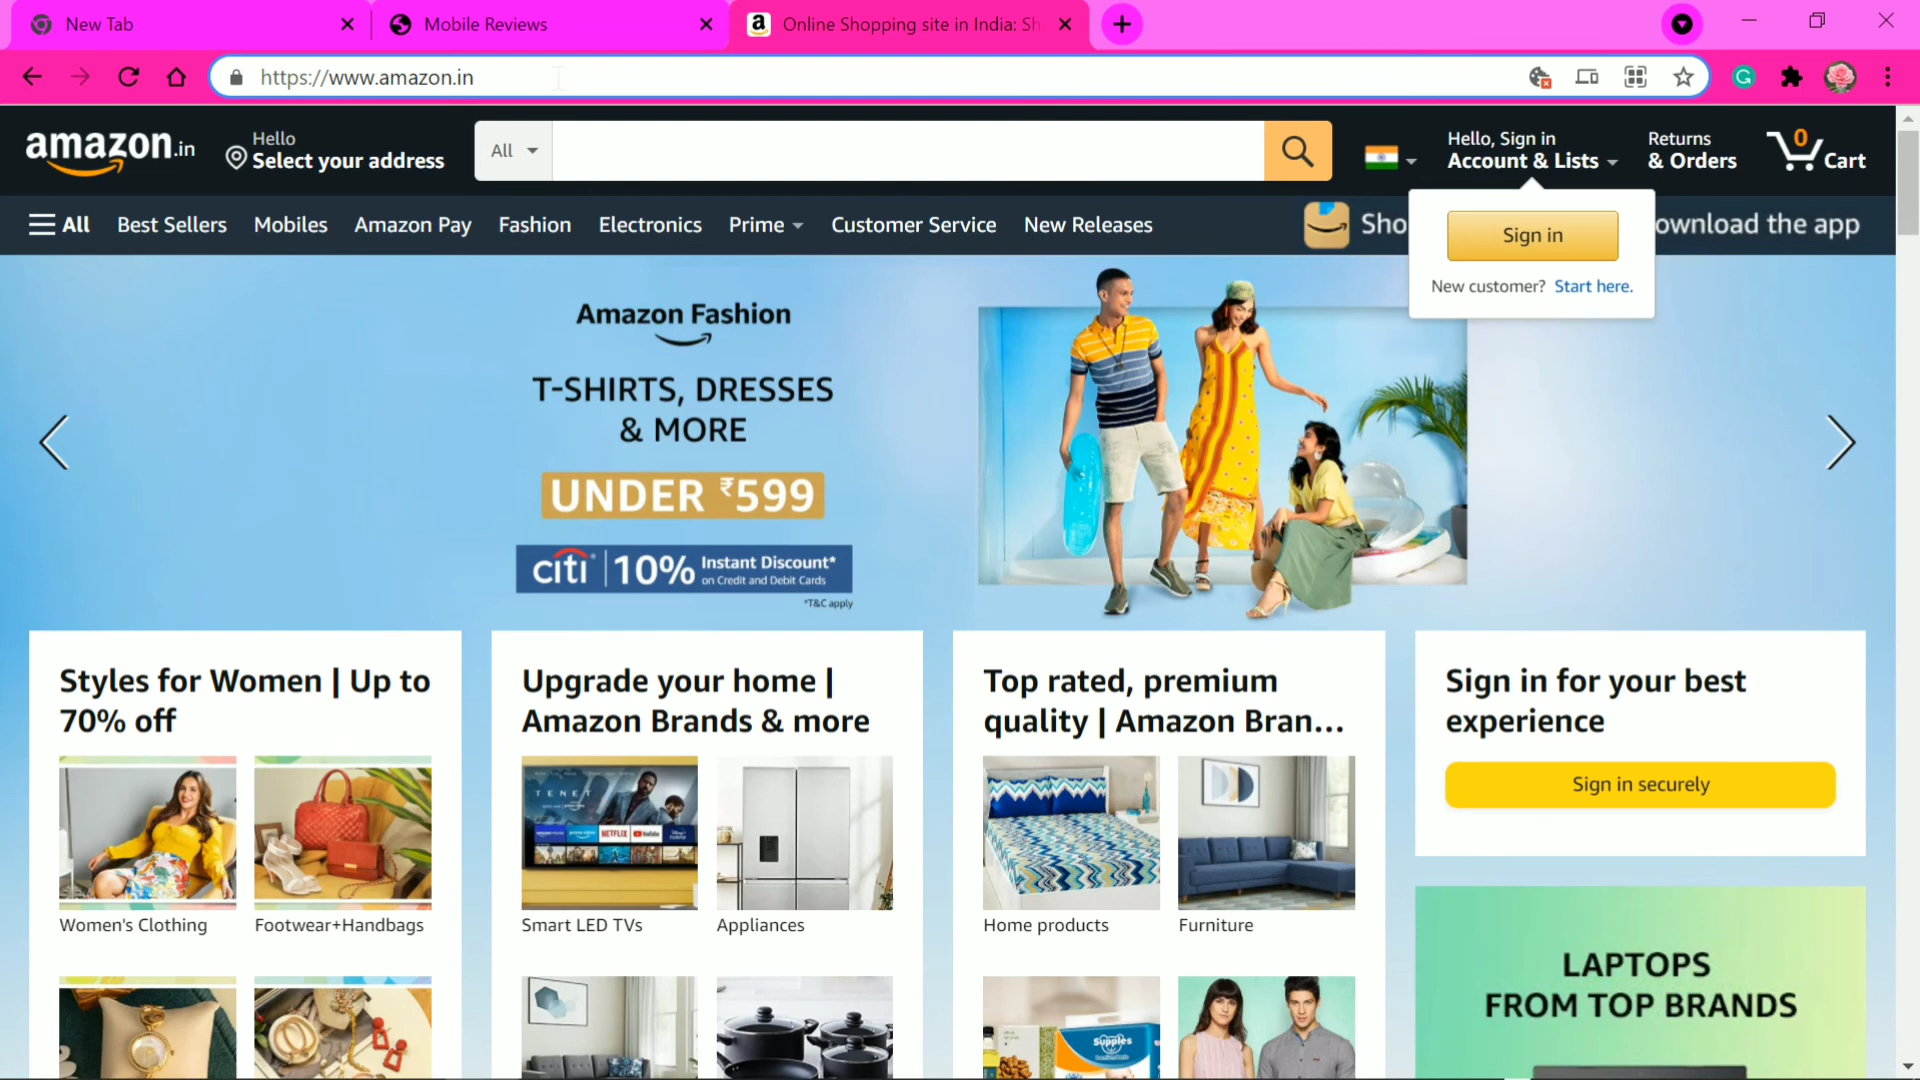 New Tab
Mobile Reviews
Online Shopping site in India: Sh
https://www.amazon.in
amazon.in
Hello
Select your address
All
Hello, Sign in
Account & Lists
Returns
& Orders
0
Cart
All
Best Sellers
Mobiles
Amazon Pay
Fashion
Electronics
Prime
Customer Service
New Releases
Sho
ownload the app
Sign in
New customer? Start here.
Amazon Fashion
T-SHIRTS, DRESSES
& MORE
UNDER ₹599
citi
10%
Instant Discount*
on Credit and Debit Cards
*T&C apply
Styles for Women | Up to
70% off
Women's Clothing
Footwear+Handbags
Upgrade your home |
Amazon Brands & more
TENET
NETFLIX
YouTube
Smart LED TVs
Appliances
Top rated, premium
quality | Amazon Bran...
Home products
Furniture
Supples
Sign in for your best
experience
Sign in securely
LAPTOPS
FROM TOP BRANDS